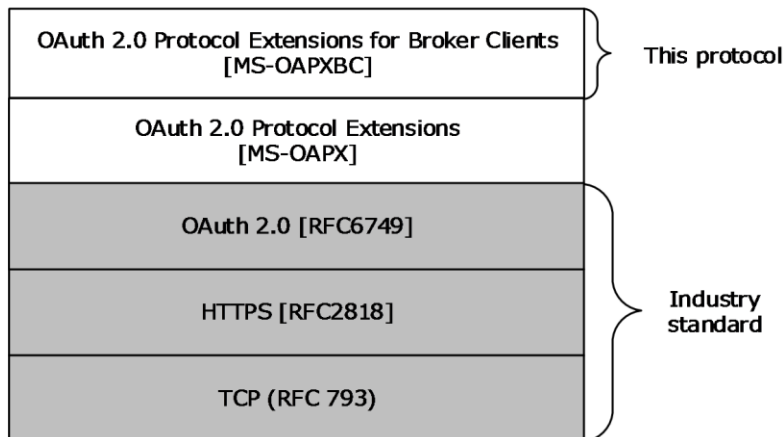 OAuth 2.0 Protocol Extensions for Broker Clients
[MS-OAPXBC]
This protocol
OAuth 2.0 Protocol Extensions
[MS-OAPX]
OAuth 2.0 [RFC6749]
HTTPS [RFC2818]
Industry
standard
TCP (RFC 793)